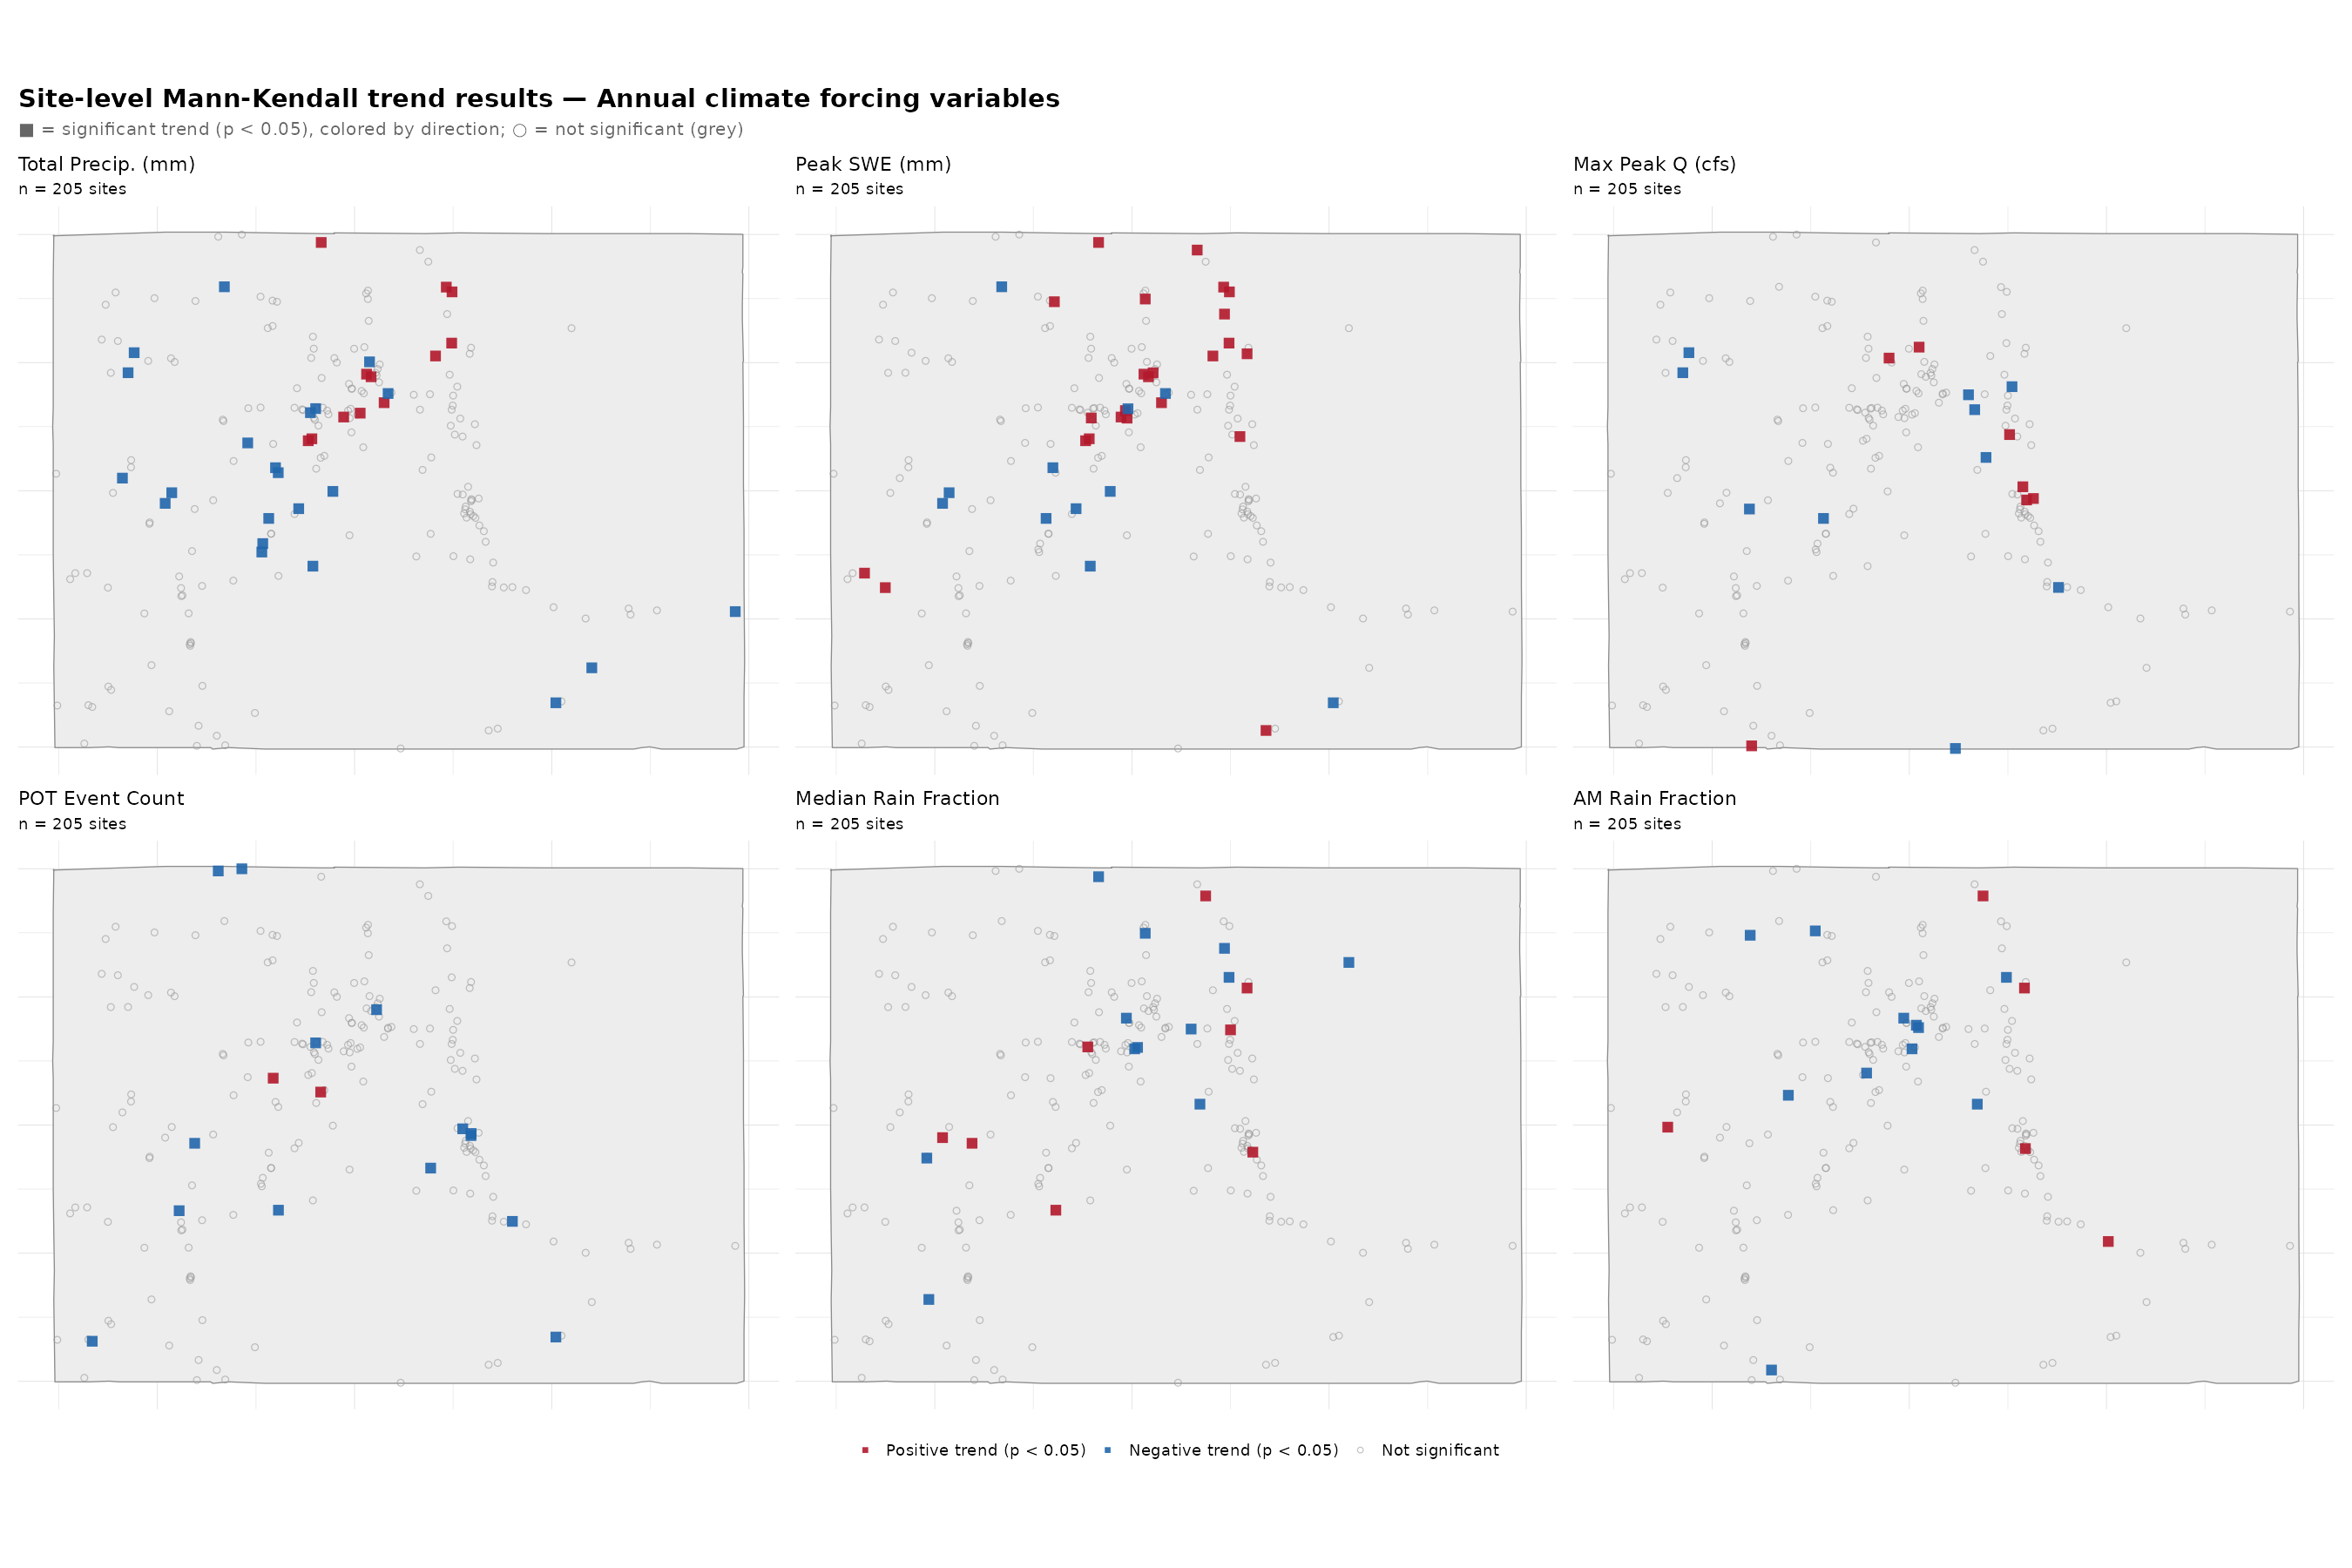 Site-level Mann-Kendall trend results — Annual climate forcing variables
■ = significant trend (p < 0.05), colored by direction; ○ = not significant (grey)
Total Precip. (mm)
n = 205 sites
Peak SWE (mm)
n = 205 sites
Max Peak Q (cfs)
n = 205 sites
POT Event Count
n = 205 sites
Median Rain Fraction
n = 205 sites
AM Rain Fraction
n = 205 sites
Positive trend (p < 0.05) Negative trend (p < 0.05) Not significant